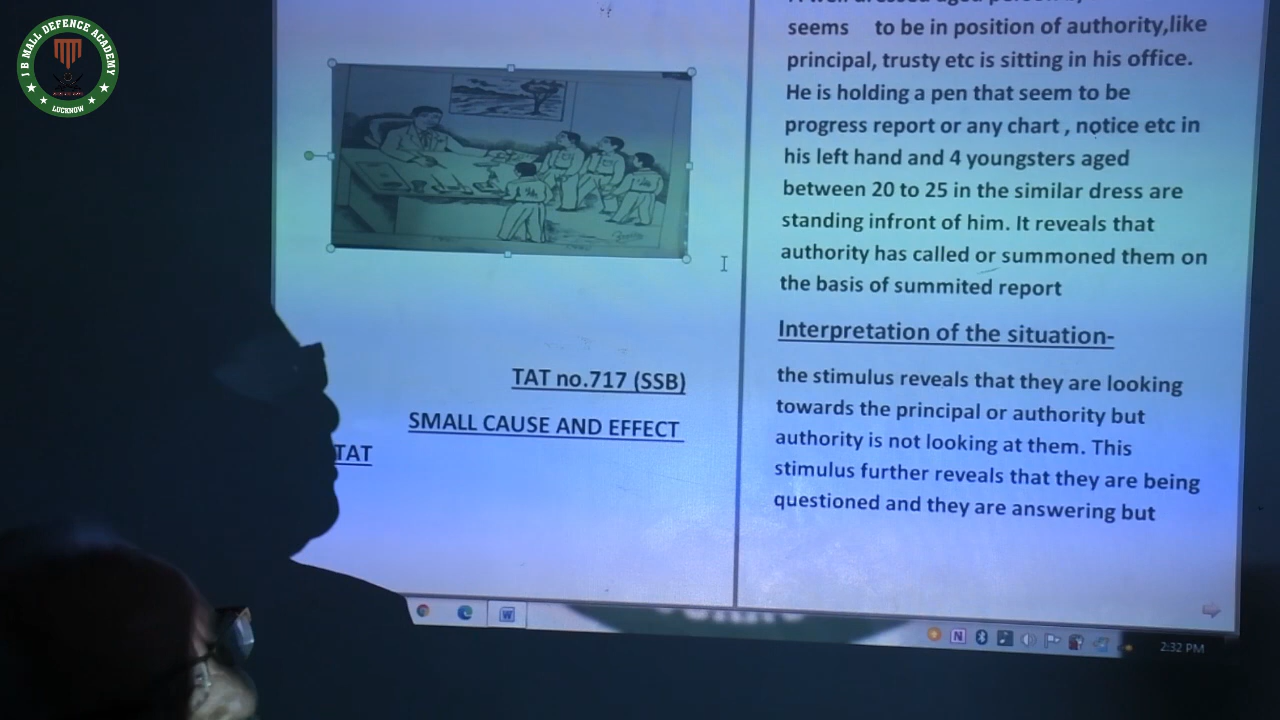 J B MALL DEFENCE ACADEMY
LUCKNOW
TAT no.717 (SSB)
SMALL CAUSE AND EFFECT
TAT
seems to be in position of authority,like
principal, trusty etc is sitting in his office.
He is holding a pen that seem to be
progress report or any chart , notice etc in
his left hand and 4 youngsters aged
between 20 to 25 in the similar dress are
standing infront of him. It reveals that
authority has called or summoned them on
the basis of summited report
Interpretation of the situation-
the stimulus reveals that they are looking
towards the principal or authority but
authority is not looking at them. This
stimulus further reveals that they are being
questioned and they are answering but
2:32 PM